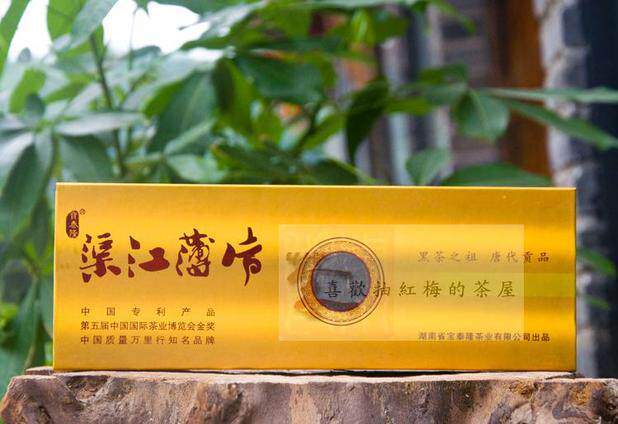 寶泰隆
渠江薄片
中国专利产品
第五届中国国际茶业博览会金奖
中国质量万里行知名品牌
黑茶之祖 唐代貢品
喜歡抽紅梅的茶屋
湖南省宝泰隆茶业有限公司出品